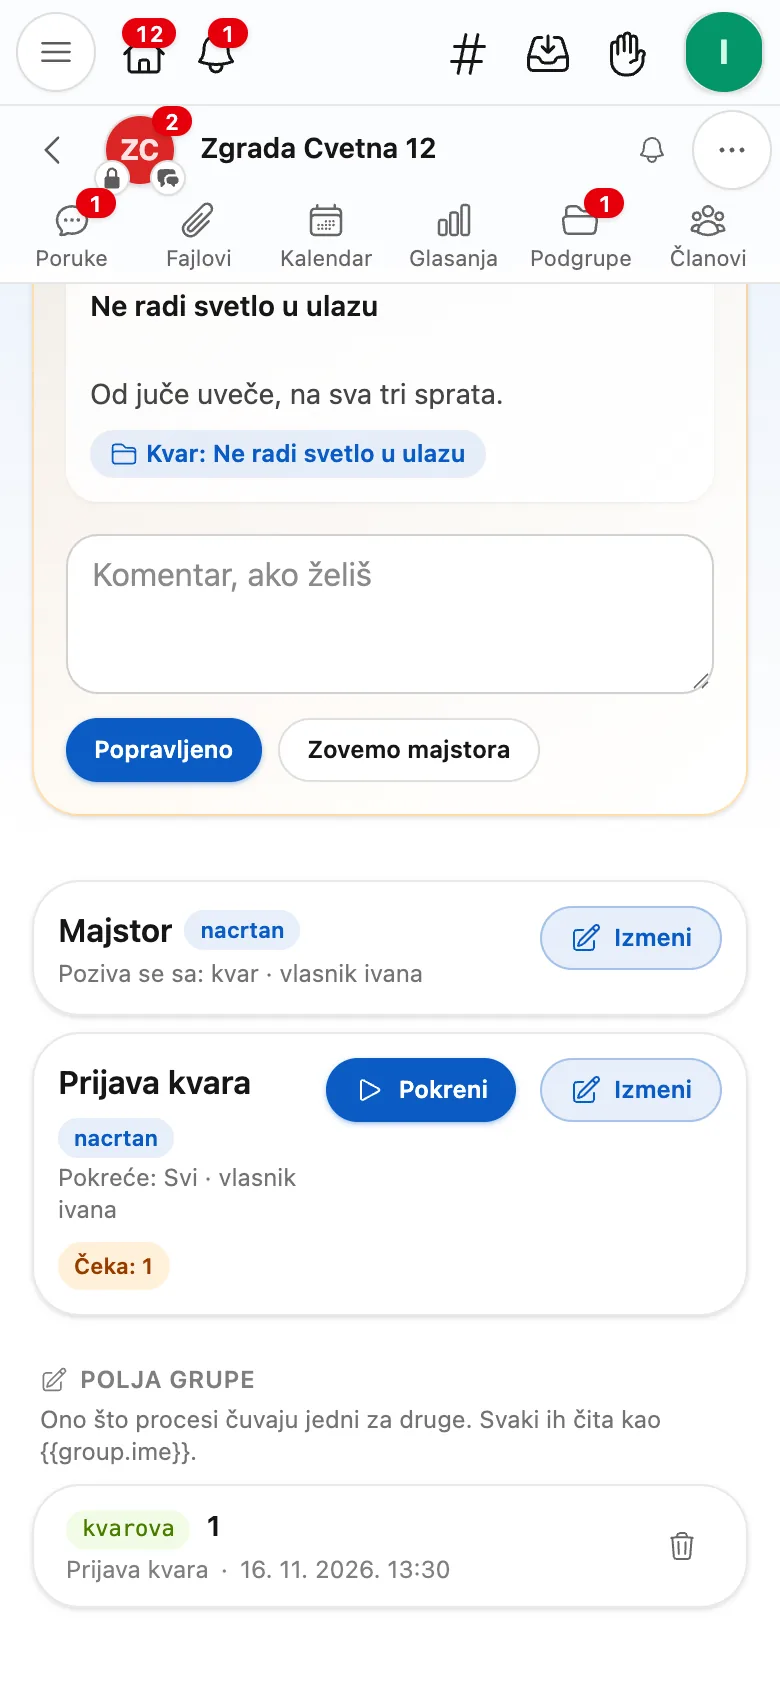 12
1
I
ZC
2
Zgrada Cvetna 12
1
1
Poruke
Fajlovi
Kalendar
Glasanja
Podgrupe
Članovi
Ne radi svetlo u ulazu
Od juče uveče, na sva tri sprata.
Kvar: Ne radi svetlo u ulazu
Komentar, ako želiš
Popravljeno
Zovemo majstora
Majstor
nacrtan
Izmeni
Poziva se sa: kvar · vlasnik ivana
Prijava kvara
Pokreni
Izmeni
nacrtan
Pokreće: Svi · vlasnik
ivana
Čeka: 1
POLJA GRUPE
Ono što procesi čuvaju jedni za druge. Svaki ih čita kao
{{group.ime}}.
kvarova 1
Prijava kvara · 16. 11. 2026. 13:30